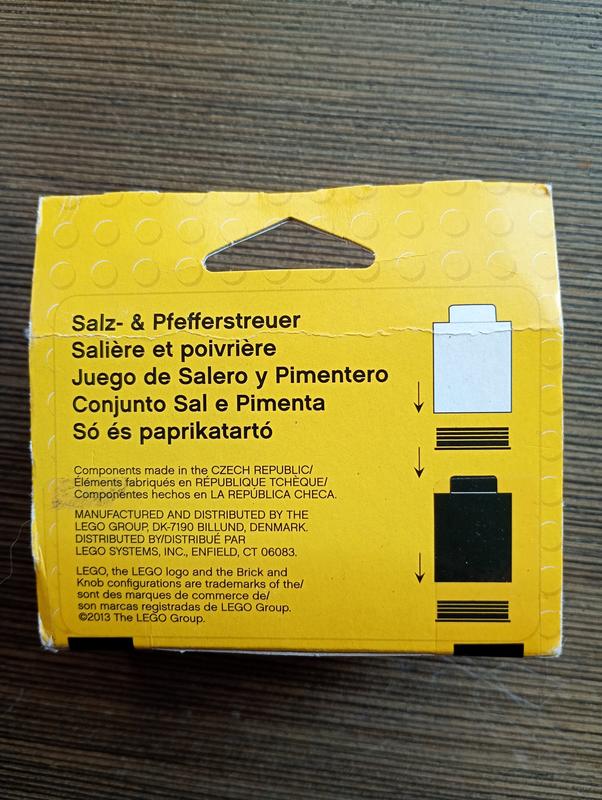 Salz- & Pfefferstreuer
Salière et poivrière
Juego de Salero y Pimentero
Conjunto Sal e Pimenta
Só és paprikatartó
Components made in the CZECH REPUBLIC/
Éléments fabriqués en RÉPUBLIQUE TCHÈQUE/
Componentes hechos en LA REPÚBLICA CHECA.
MANUFACTURED AND DISTRIBUTED BY THE
LEGO GROUP, DK-7190 BILLUND, DENMARK.
DISTRIBUTED BY/DISTRIBUÉ PAR
LEGO SYSTEMS, INC., ENFIELD, CT 06083.
LEGO, the LEGO logo and the Brick and
Knob configurations are trademarks of the/
sont des marques de commerce de/
son marcas registradas de LEGO Group.
©2013 The LEGO Group.